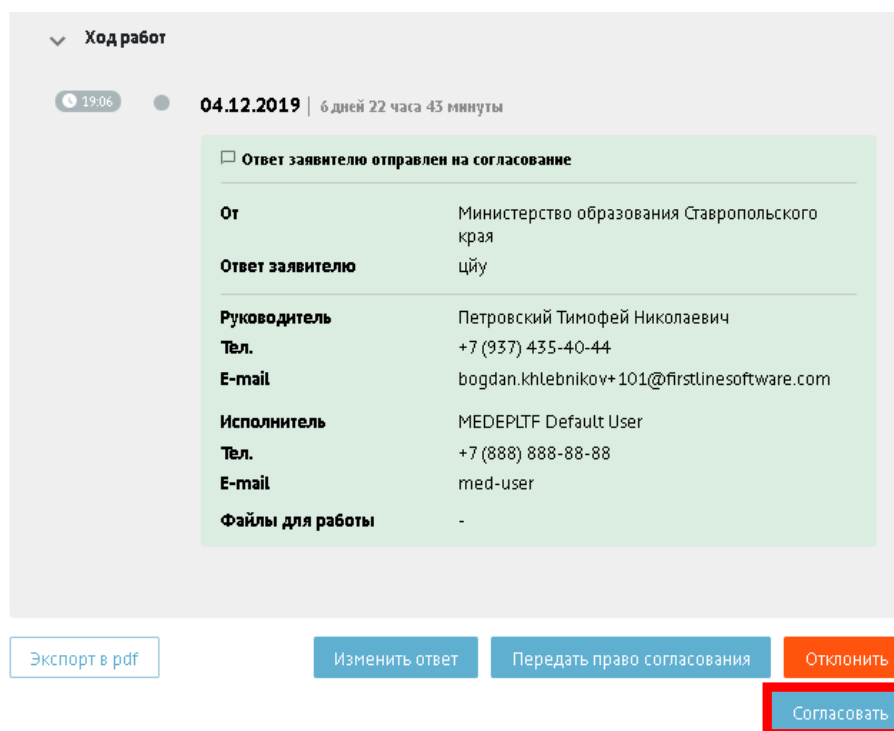 Ход работ
19:06
04.12.2019 | 6 дней 22 часа 43 минуты
Ответ заявителю отправлен на согласование
От Министерство образования Ставропольского
края
Ответ заявителю цйу
Руководитель Петровский Тимофей Николаевич
Тел. +7 (937) 435-40-44
E-mail bogdan.khlebnikov+101@firstlinesoftware.com
Исполнитель MEDEPLTF Default User
Тел. +7 (888) 888-88-88
E-mail med-user
Файлы для работы -
Экспорт в pdf Изменить ответ Передать право согласования Отклонить
Согласовать